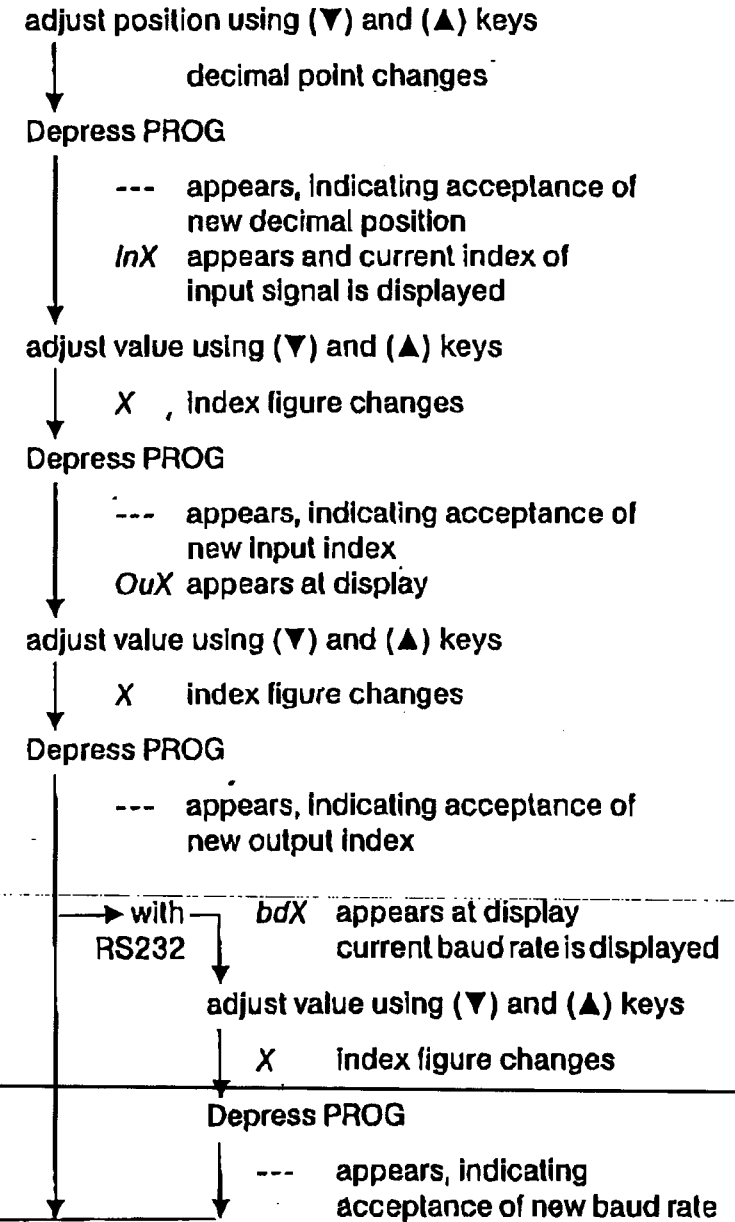 adjust position using (▼) and (▲) keys
decimal point changes
Depress PROG
--- appears, indicating acceptance of
new decimal position
InX appears and current index of
input signal is displayed
adjust value using (▼) and (▲) keys
X , index figure changes
Depress PROG
--- appears, indicating acceptance of
new input index
OuX appears at display
adjust value using (▼) and (▲) keys
X index figure changes
Depress PROG
--- appears, indicating acceptance of
new output index
with bdX appears at display
RS232 current baud rate is displayed
adjust value using (▼) and (▲) keys
X index figure changes
Depress PROG
--- appears, indicating
acceptance of new baud rate